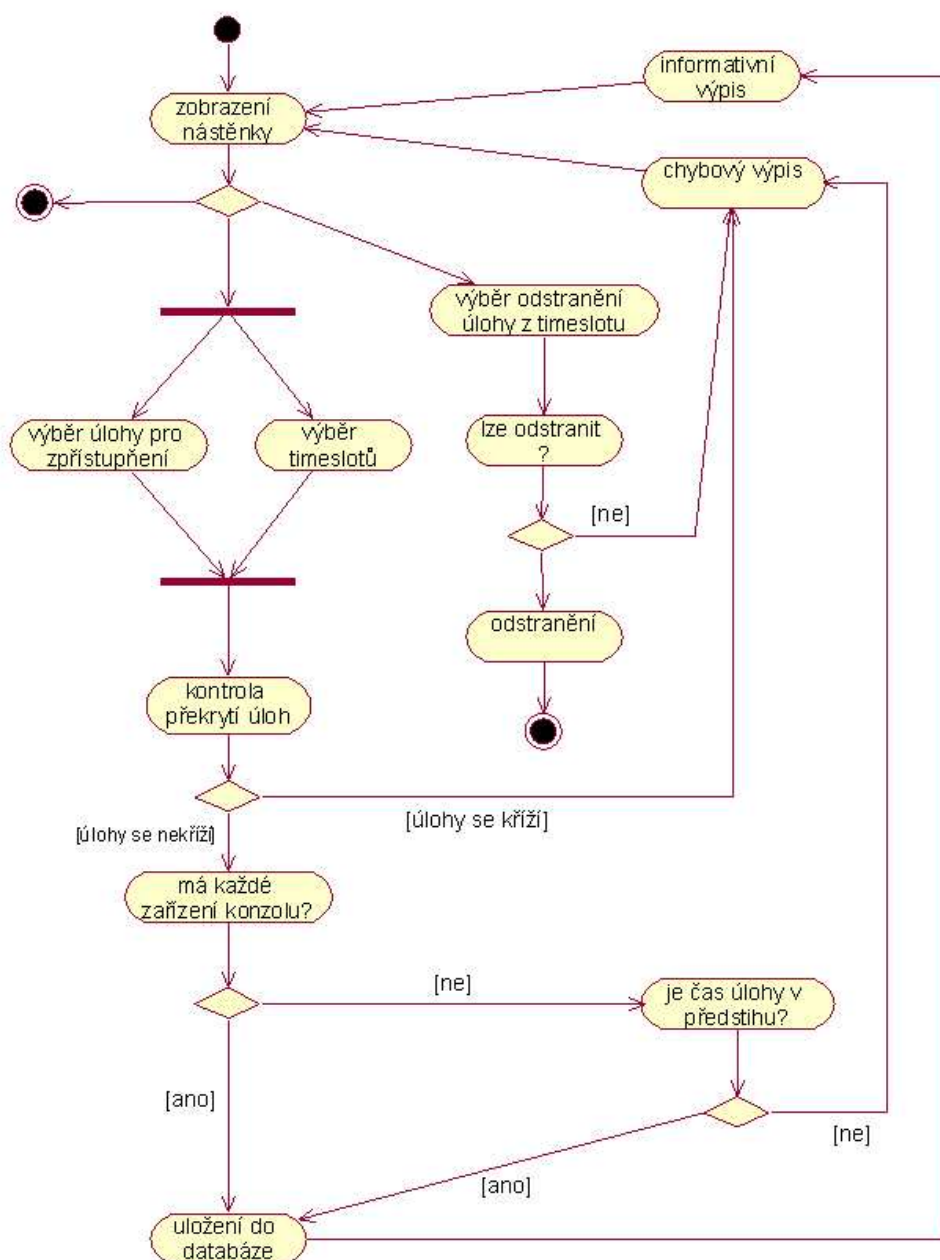 informativní
výpis
zobrazení
nástěnky
chybový výpis
výběr odstranění
úlohy z timeslotu
výběr úlohy pro
zpřístupňení
výběr
timeslotů
lze odstranit
?
[ne]
odstranění
kontrola
překrytí úloh
[úlohy se kříží]
[úlohy se nekříží]
má každé
zařízení konzolu?
[ne]
je čas úlohy v
předstihu?
[ano]
[ne]
[ano]
uložení do
databáze